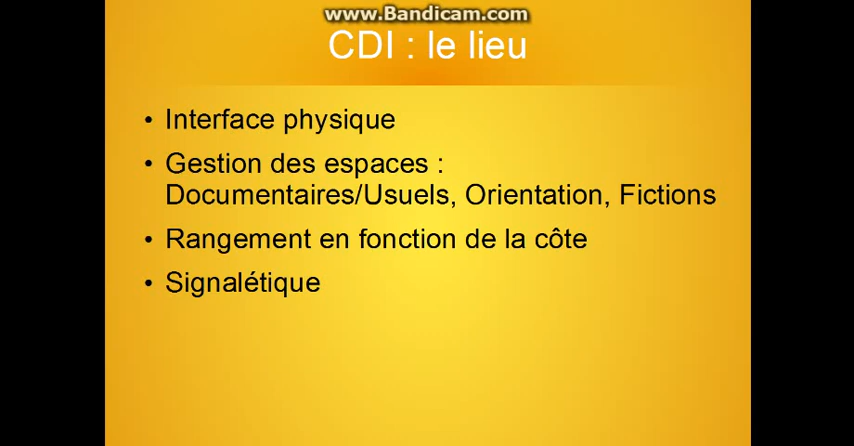 www.Bandicam.com
CDI : le lieu
• Interface physique
• Gestion des espaces :
Documentaires/Usuels, Orientation, Fictions
• Rangement en fonction de la côte
• Signalétique